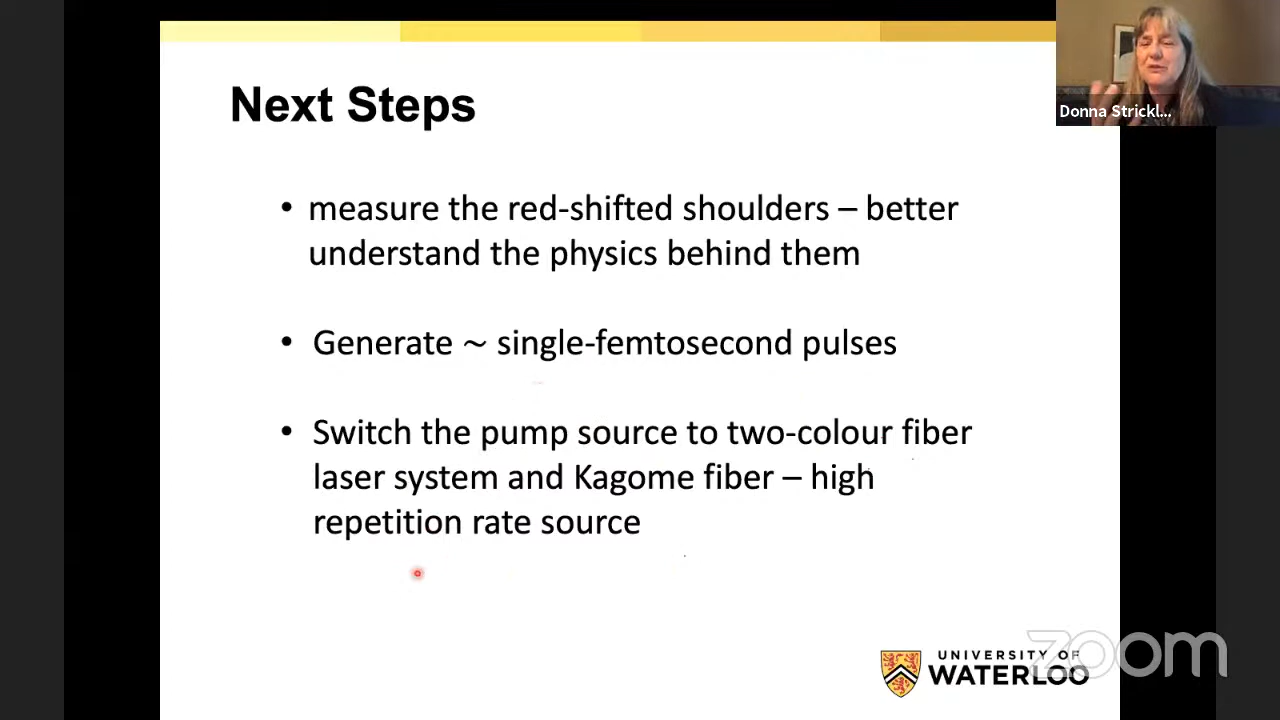 Next Steps
Donna Strickl...
• measure the red-shifted shoulders – better
understand the physics behind them
• Generate ~ single-femtosecond pulses
• Switch the pump source to two-colour fiber
laser system and Kagome fiber – high
repetition rate source
UNIVERSITY OF
WATERLOO
zoom